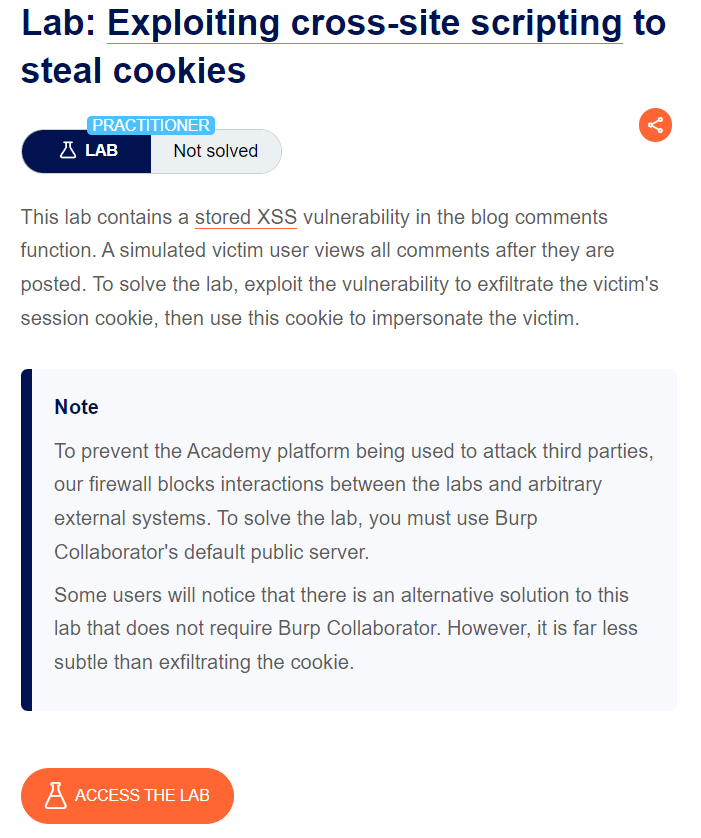 Lab: Exploiting cross-site scripting to
steal cookies
PRACTITIONER
LAB
Not solved
This lab contains a stored XSS vulnerability in the blog comments
function. A simulated victim user views all comments after they are
posted. To solve the lab, exploit the vulnerability to exfiltrate the victim's
session cookie, then use this cookie to impersonate the victim.
Note
To prevent the Academy platform being used to attack third parties,
our firewall blocks interactions between the labs and arbitrary
external systems. To solve the lab, you must use Burp
Collaborator's default public server.
Some users will notice that there is an alternative solution to this
lab that does not require Burp Collaborator. However, it is far less
subtle than exfiltrating the cookie.
ACCESS THE LAB